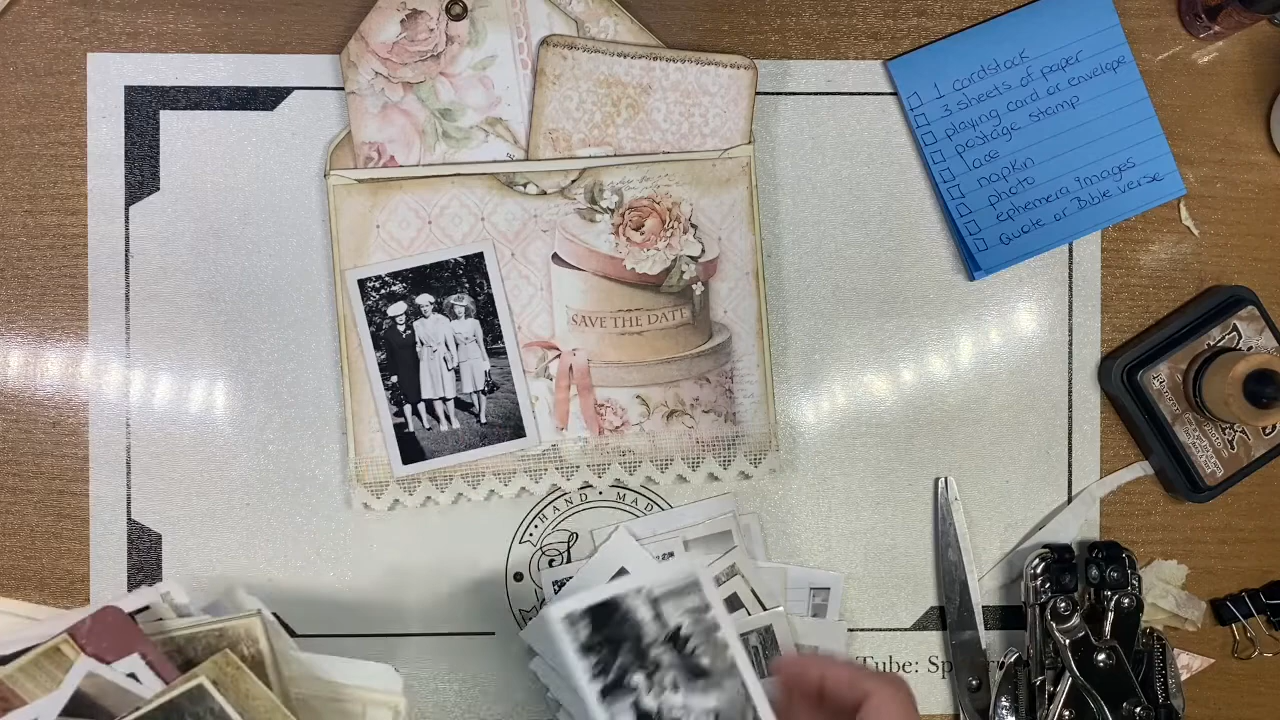 1 cardstock
3 sheets of paper
playing card or envelope
postage stamp
lace
napkin
photo
ephemera images
Quote or Bible verse
SAVE THE DATE
HAND • MAD
Tube: Sp